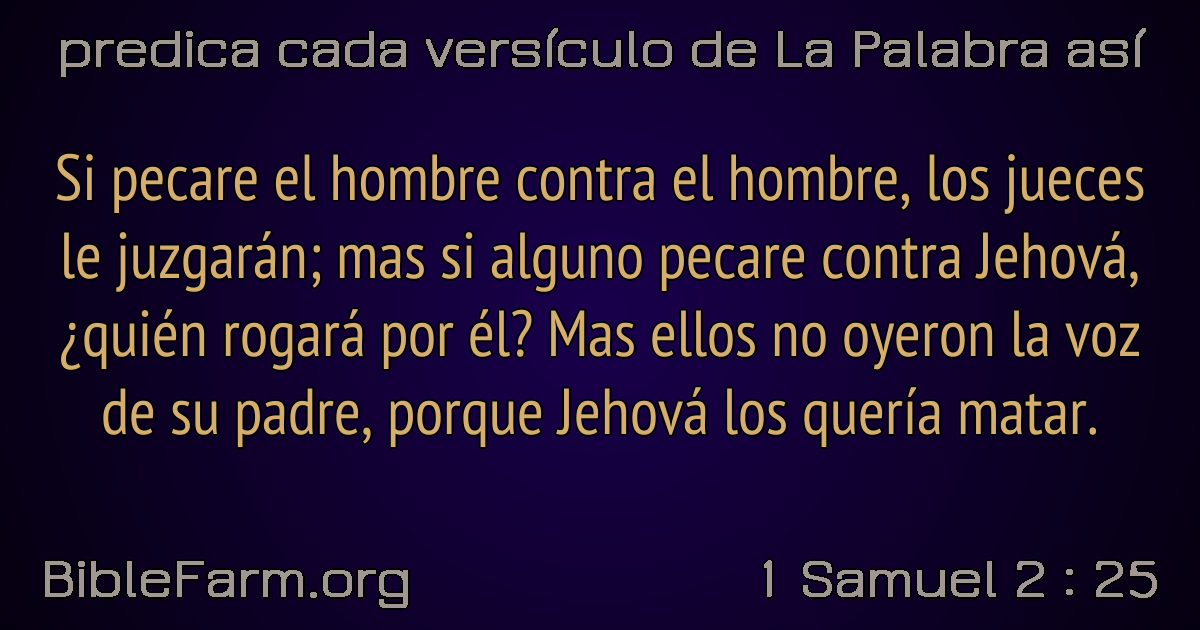 predica cada versículo de La Palabra así
Si pecare el hombre contra el hombre, los jueces
le juzgarán; mas si alguno pecare contra Jehová,
¿quién rogará por él? Mas ellos no oyeron la voz
de su padre, porque Jehová los quería matar.
BibleFarm.org
1 Samuel 2 : 25